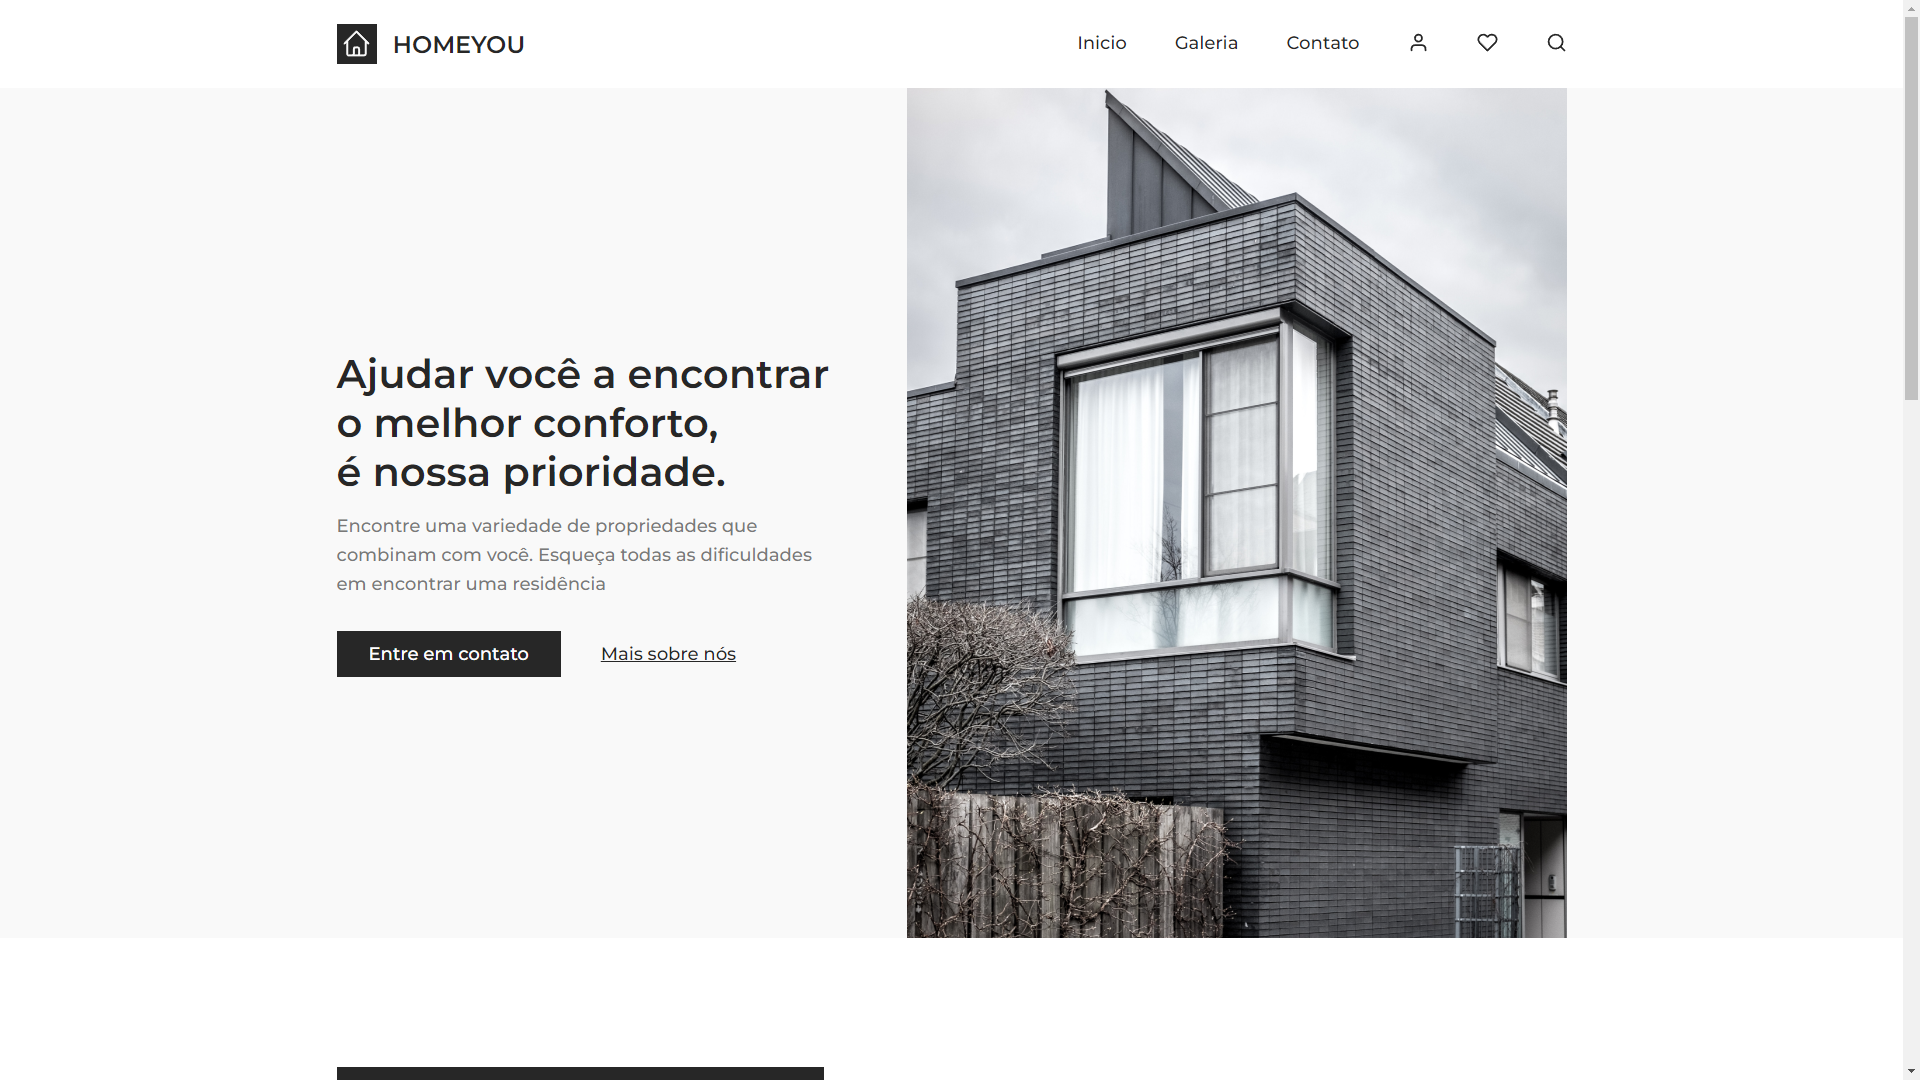 HOMEYOU
Inicio
Galeria
Contato
Ajudar você a encontrar
o melhor conforto,
é nossa prioridade.
Encontre uma variedade de propriedades que
combinam com você. Esqueça todas as dificuldades
em encontrar uma residência
Entre em contato
Mais sobre nós